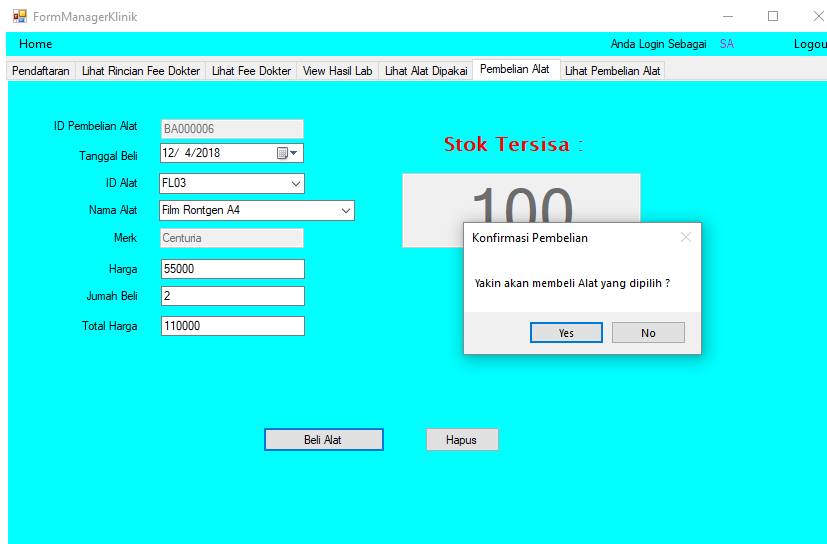 FormManagerKlinik
Home Anda Login Sebagai SA Logou
Pendaftaran Lihat Rincian Fee Dokter Lihat Fee Dokter View Hasil Lab Lihat Alat Dipakai Pembelian Alat Lihat Pembelian Alat
ID Pembelian Alat BA000006
Tanggal Beli 12/ 4/2018
ID Alat FL03
Nama Alat Film Rontgen A4
Merk Centuria
Harga 55000
Jumah Beli 2
Total Harga 110000
Stok Tersisa :
100
Konfirmasi Pembelian
Yakin akan membeli Alat yang dipilih ?
Yes No
Beli Alat Hapus